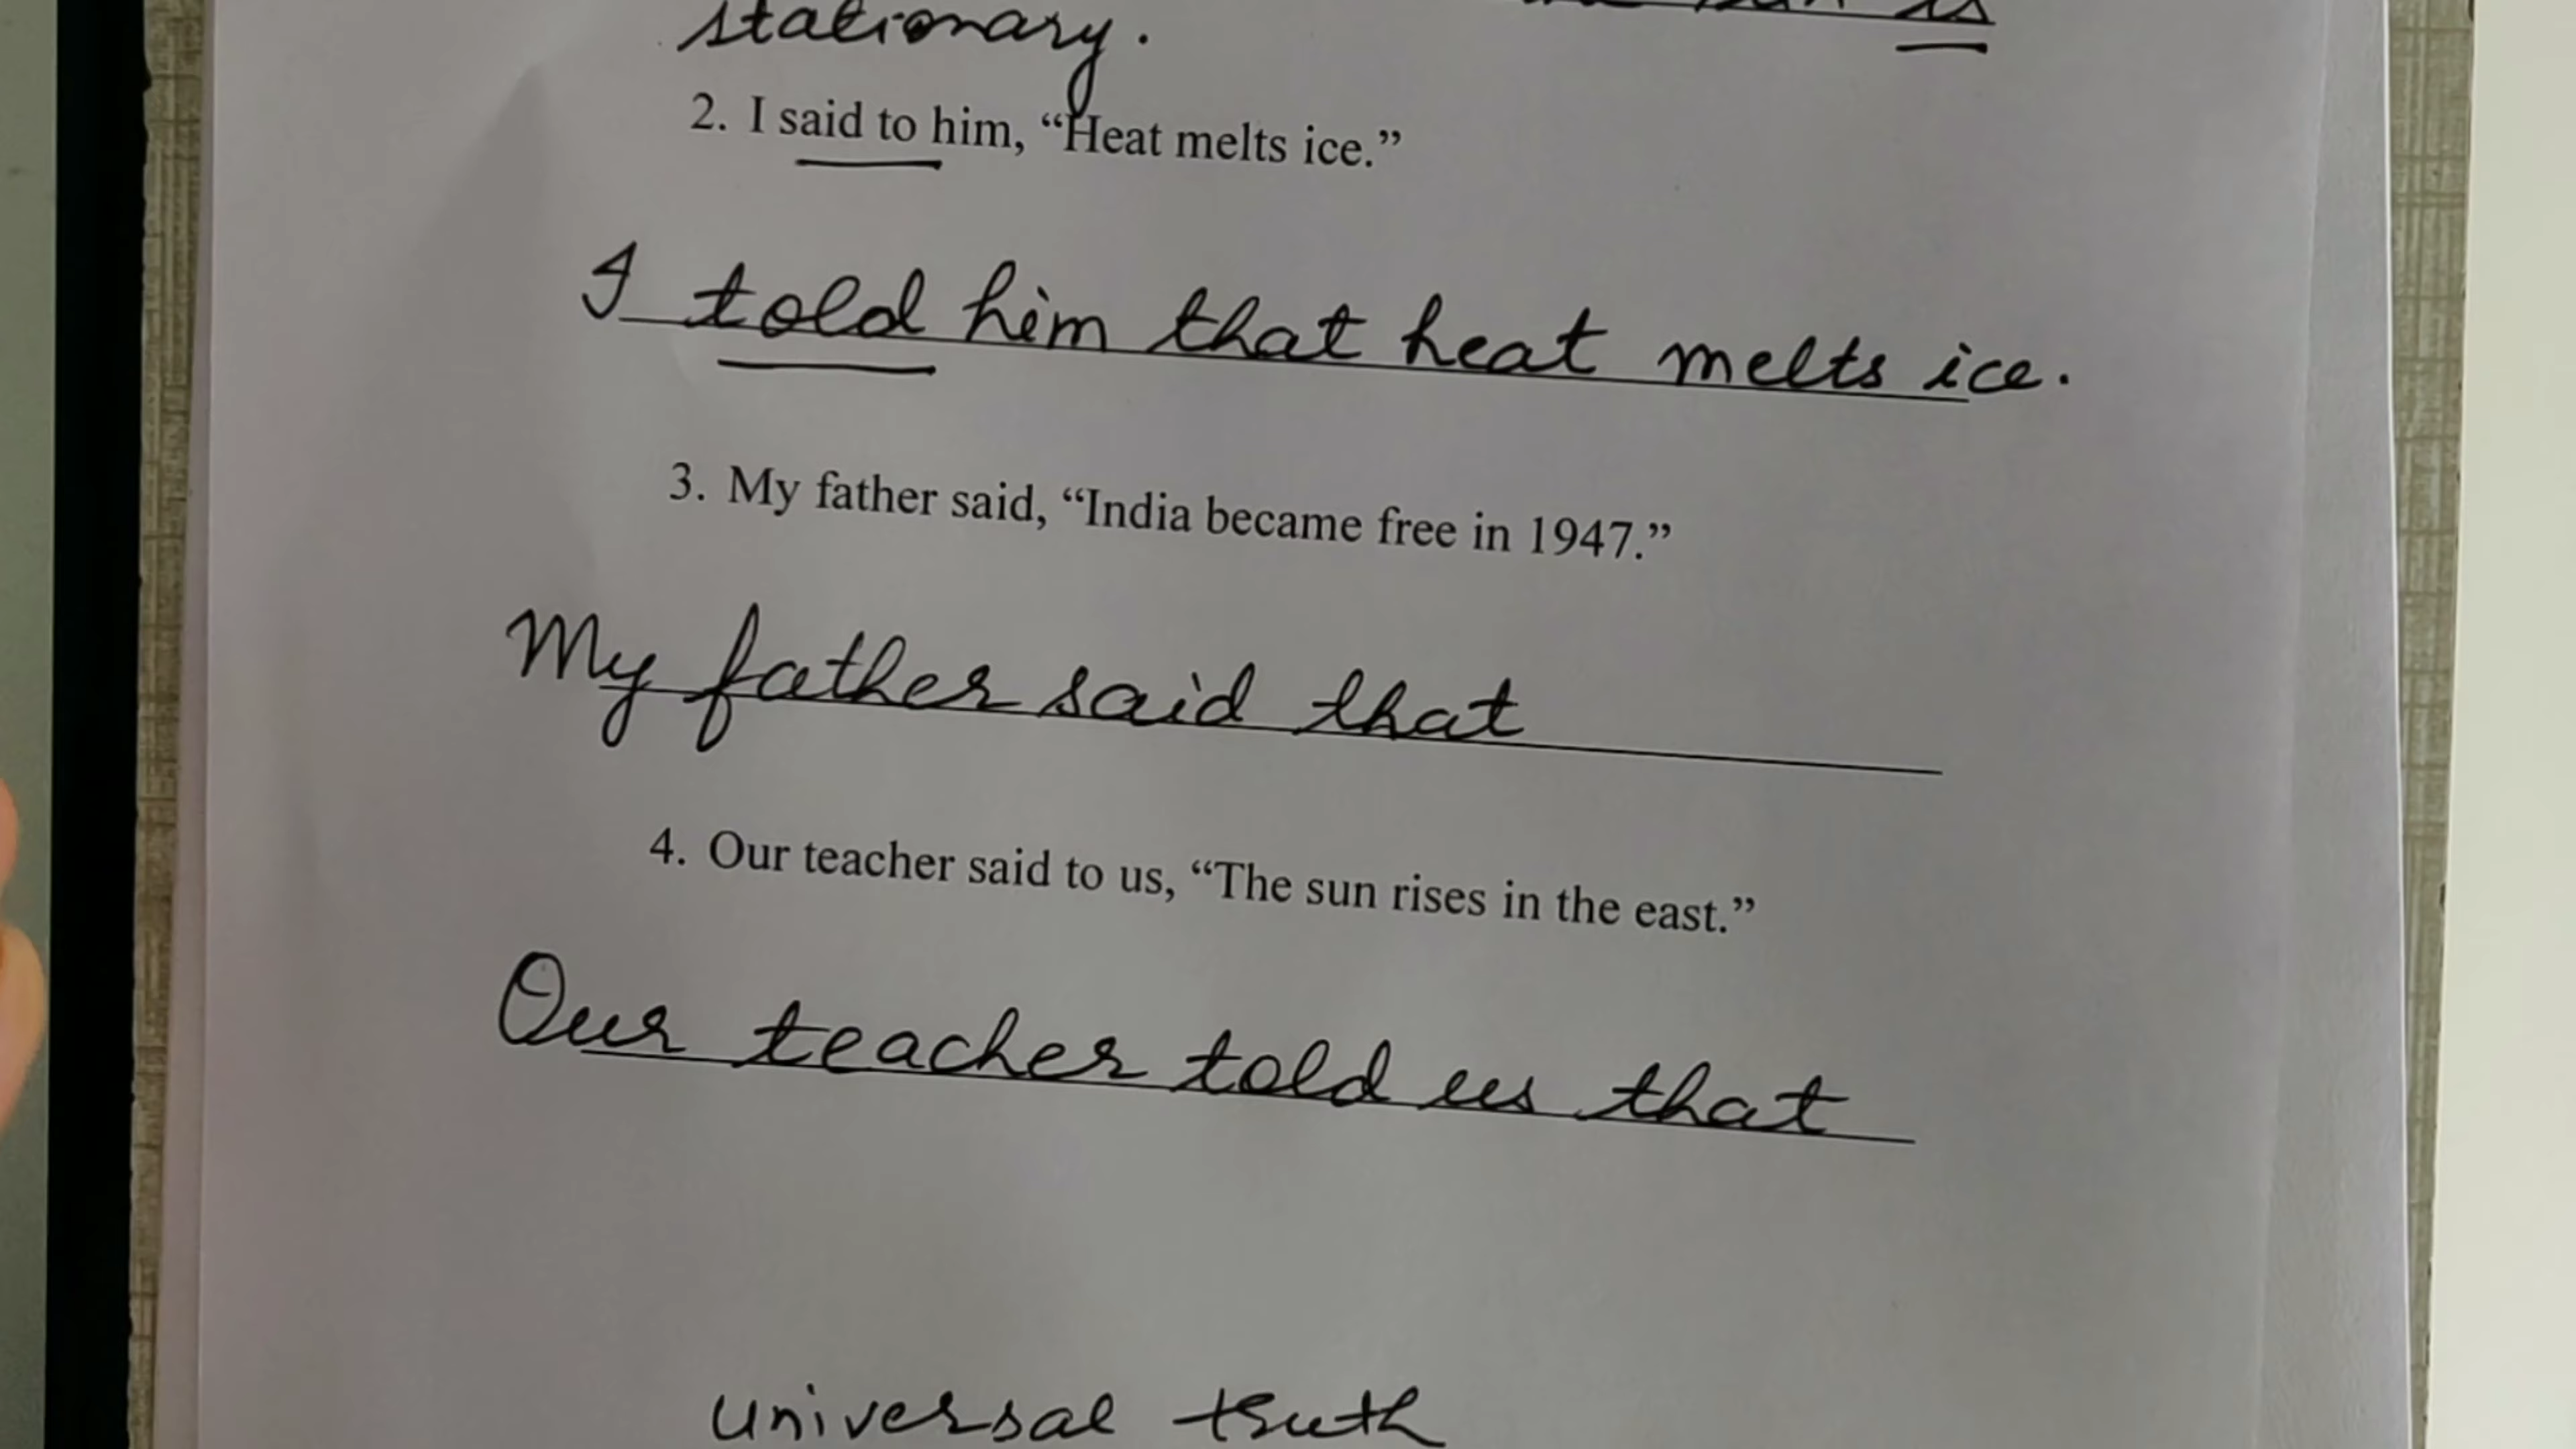 is
stationary.
2. I said to him, “Heat melts ice.”
I told him that heat melts ice.
3. My father said, “India became free in 1947.”
My father said that
4. Our teacher said to us, “The sun rises in the east.”
Our teacher told us that
universal truth